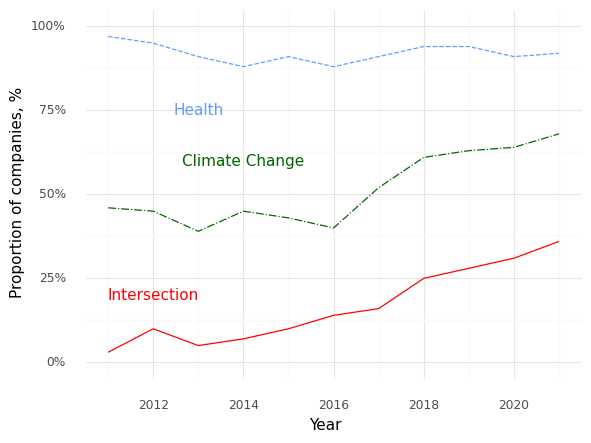 100%
Health
75%
Climate Change
50%
Intersection
25%
0%
Proportion of companies, %
2012 2014 2016 2018 2020
Year